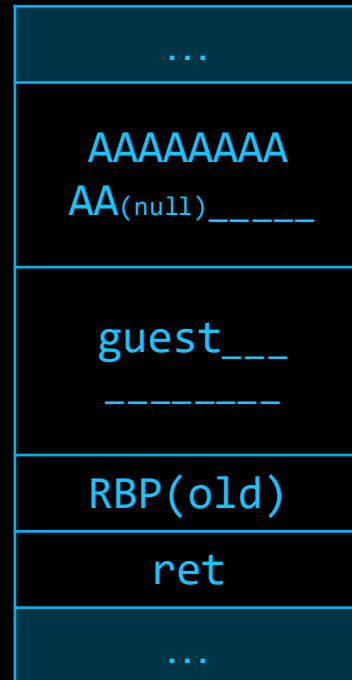 ...
AAAAAAAA
AA(null)_____
guest___
________
RBP(old)
ret
...